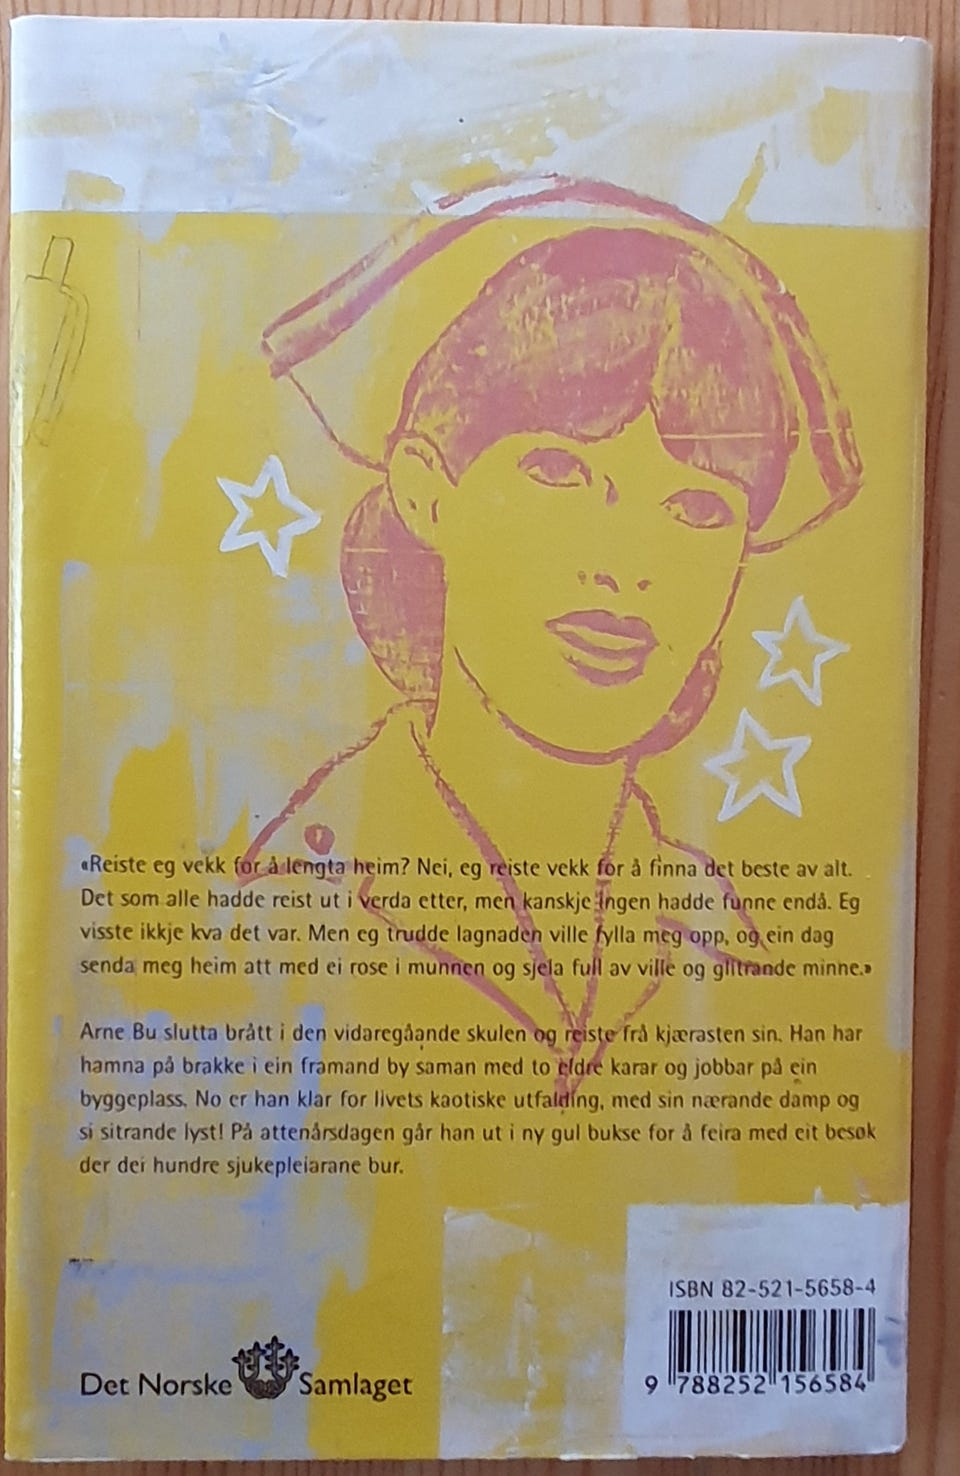 «Reiste eg vekk for å lengta heim? Nei, eg reiste vekk for å finna det beste av alt.
Det som alle hadde reist ut i verda etter, men kanskje ingen hadde funne endå. Eg
visste ikkje kva det var. Men eg trudde lagnaden ville fylla meg opp, og ein dag
senda meg heim att med ei rose i munnen og sjela full av ville og glitrande minne.»
Arne Bu slutta brått i den vidaregåande skulen og reiste frå kjærasten sin. Han har
hamna på brakke i ein framand by saman med to eldre karar og jobbar på ein
byggeplass. No er han klar for livets kaotiske utfalding, med sin nærande damp og
si sitrande lyst! På attenårsdagen går han ut i ny gul bukse for å feira med eit besøk
der dei hundre sjukepleiarane bur.
ISBN 82-521-5658-4
9 788252 156584
Det Norske Samlaget